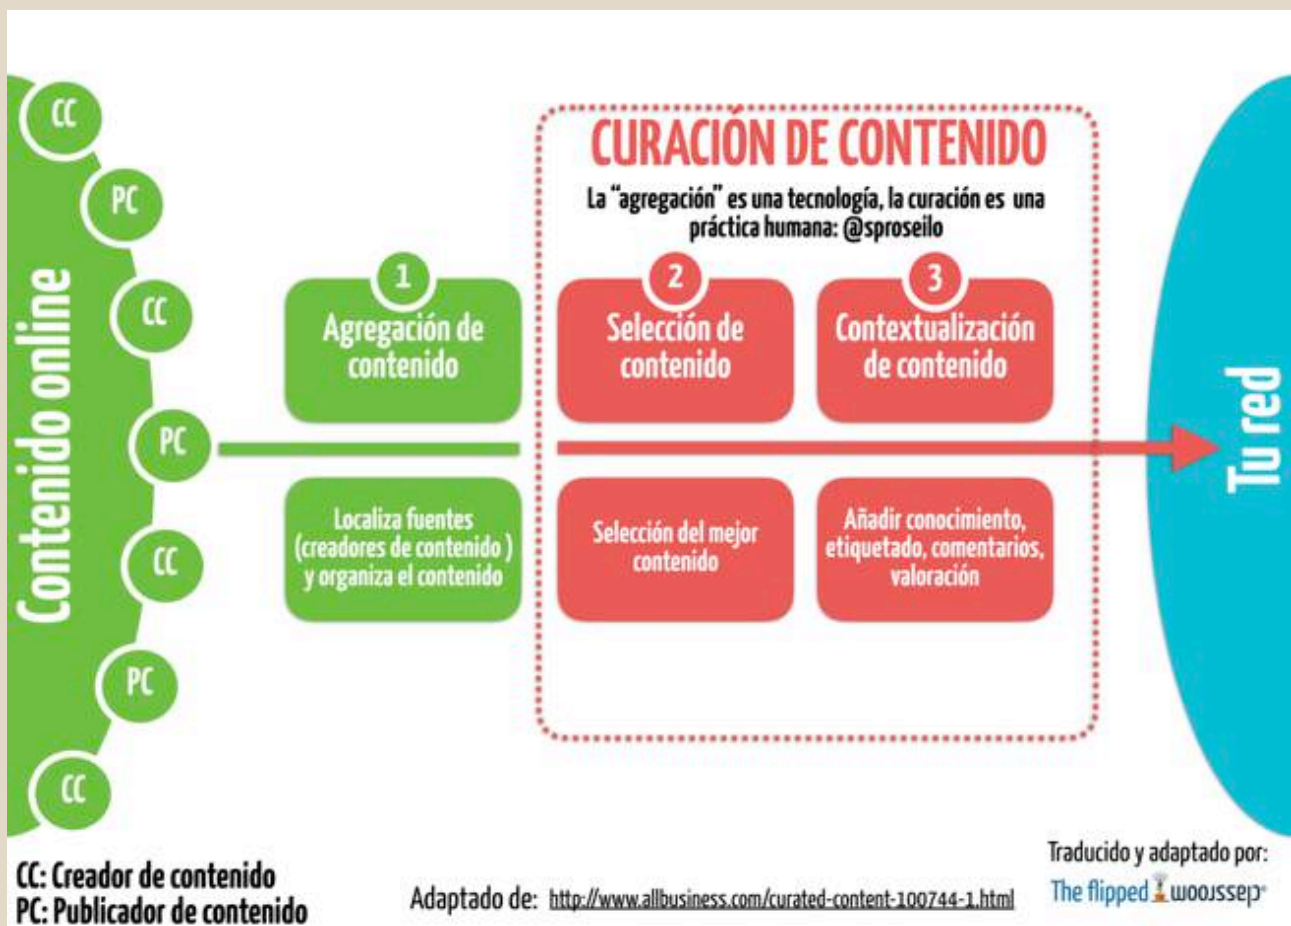 CC
PC
CC
PC
CC
PC
CC
Contenido online
CURACIÓN DE CONTENIDO
La “agregación” es una tecnología, la curación es una
práctica humana: @sproseilo
1
Agregación de
contenido
2
Selección de
contenido
3
Contextualización
de contenido
Localiza fuentes
(creadores de contenido )
y organiza el contenido
Selección del mejor
contenido
Añadir conocimiento,
etiquetado, comentarios,
valoración
Tu red
CC: Creador de contenido
PC: Publicador de contenido
Adaptado de: http://www.allbusiness.com/curated-content-100744-1.html
Traducido y adaptado por:
The flipped classroom